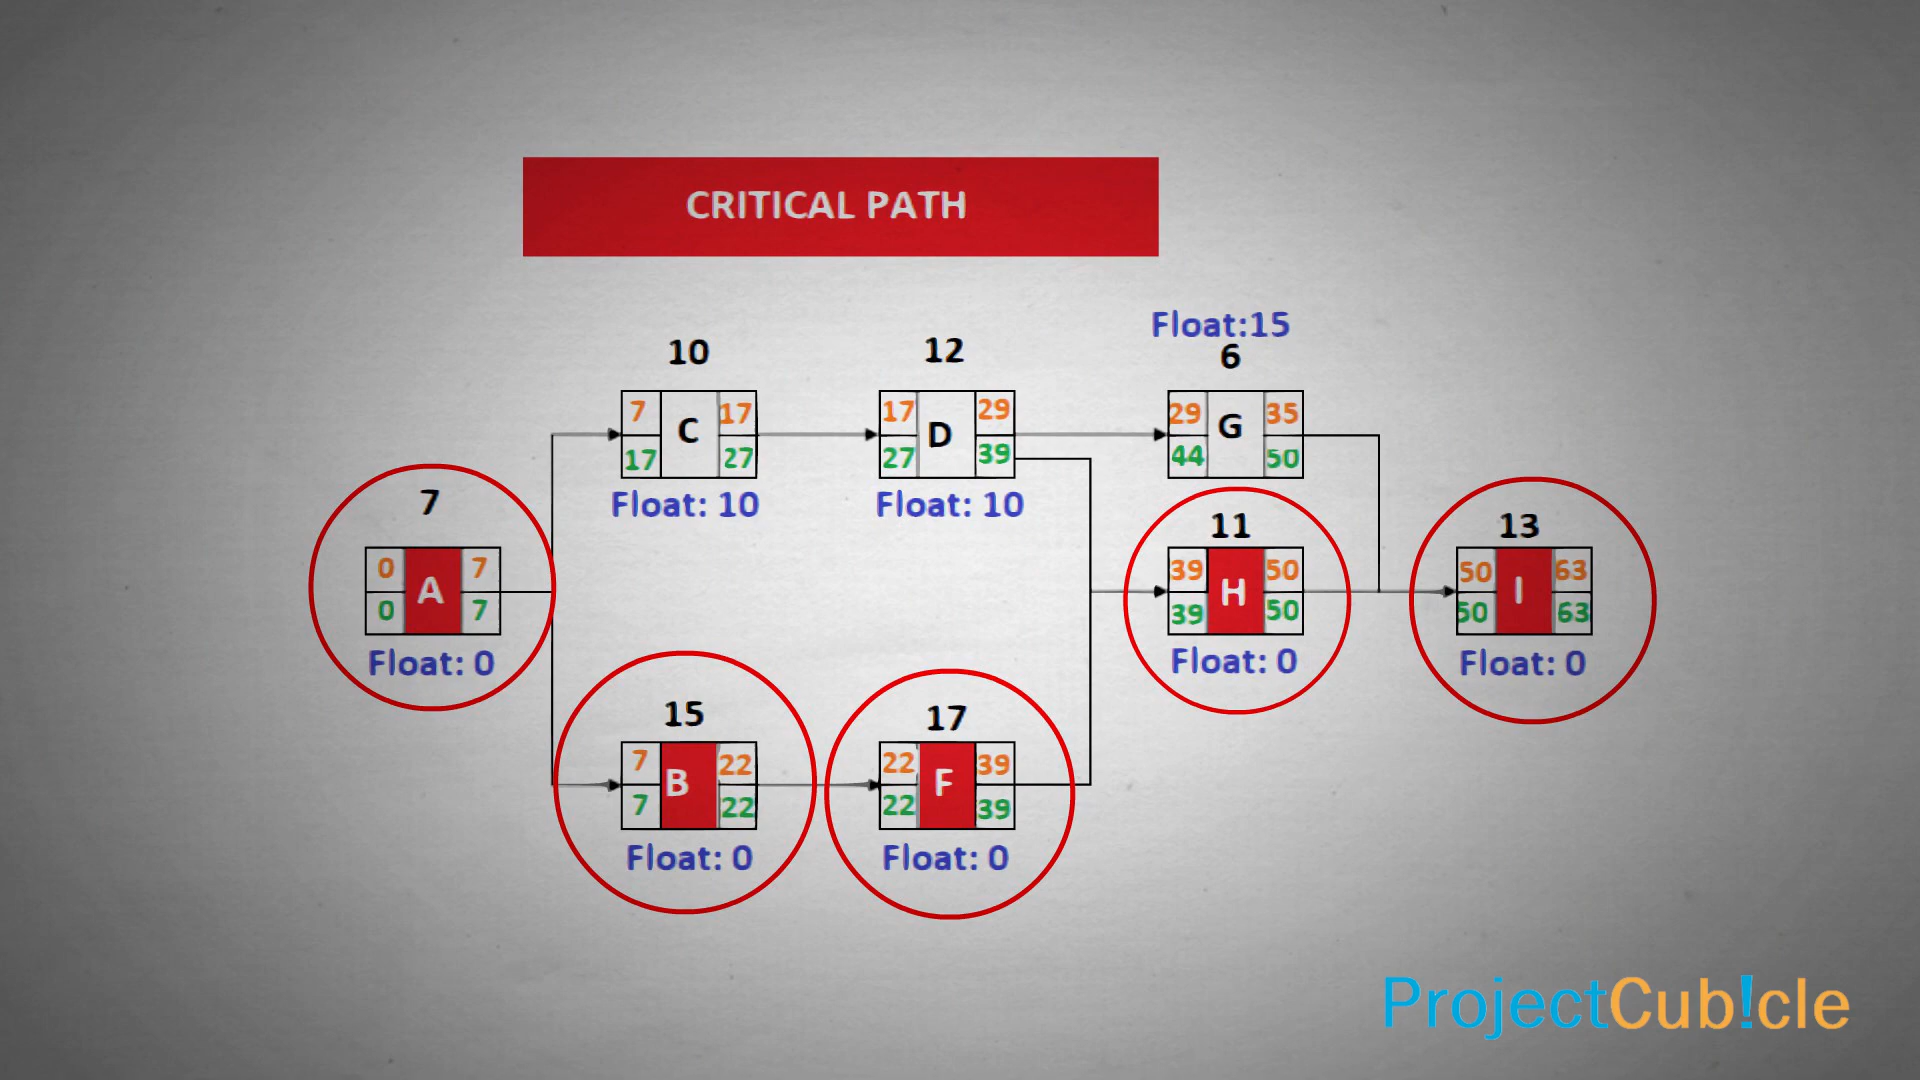 CRITICAL PATH
Float:15
10
12
6
7 C 17
17 27
17 D 29
27 39
29 G 35
44 50
Float: 10
Float: 10
7
11
13
0 A 7
0 7
39 H 50
39 50
50 I 63
50 63
Float: 0
Float: 0
Float: 0
15
17
7 B 22
7 22
22 F 39
22 39
Float: 0
Float: 0
ProjectCub!cle